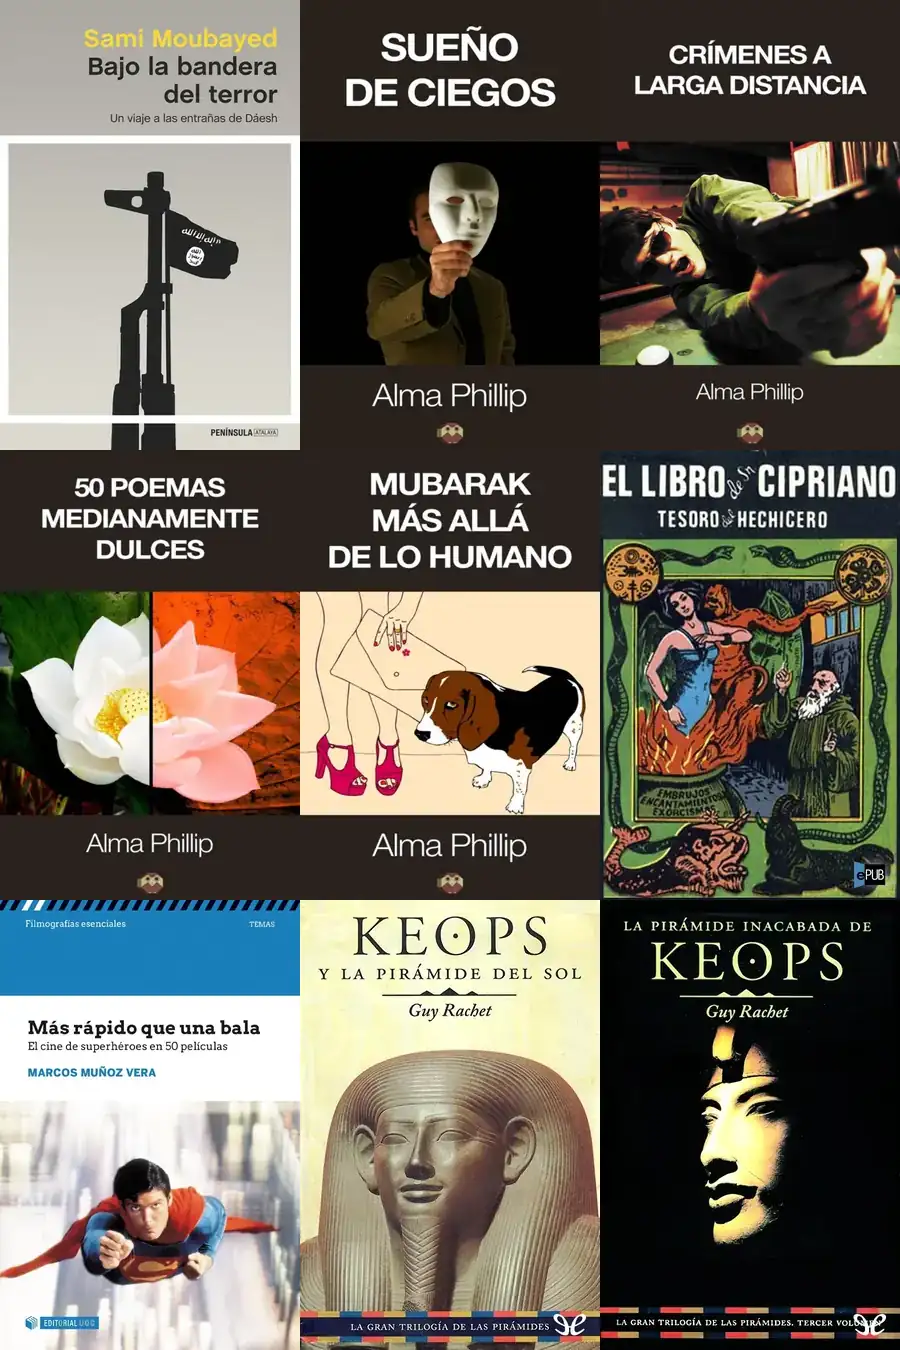 Sami Moubayed
Bajo la bandera
del terror
Un viaje a las entrañas de Dáesh
PENÍNSULA ATALAYA
SUEÑO
DE CIEGOS
Alma Phillip
CRÍMENES A
LARGA DISTANCIA
Alma Phillip
50 POEMAS
MEDIANAMENTE
DULCES
Alma Phillip
MUBARAK
MÁS ALLÁ
DE LO HUMANO
Alma Phillip
EL LIBRO de Sn CIPRIANO
TESORO del HECHICERO
EMBRUJOS
ENCANTAMIENTOS
EXORCISMOS
ePUB
Filmografías esenciales
TEMAS
Más rápido que una bala
El cine de superhéroes en 50 películas
MARCOS MUÑOZ VERA
EDITORIAL UOC
KEOPS
Y LA PIRÁMIDE DEL SOL
Guy Rachet
LA GRAN TRILOGÍA DE LAS PIRÁMIDES
LA PIRÁMIDE INACABADA DE
KEOPS
Guy Rachet
LA GRAN TRILOGÍA DE LAS PIRÁMIDES. TERCER VOLUMEN